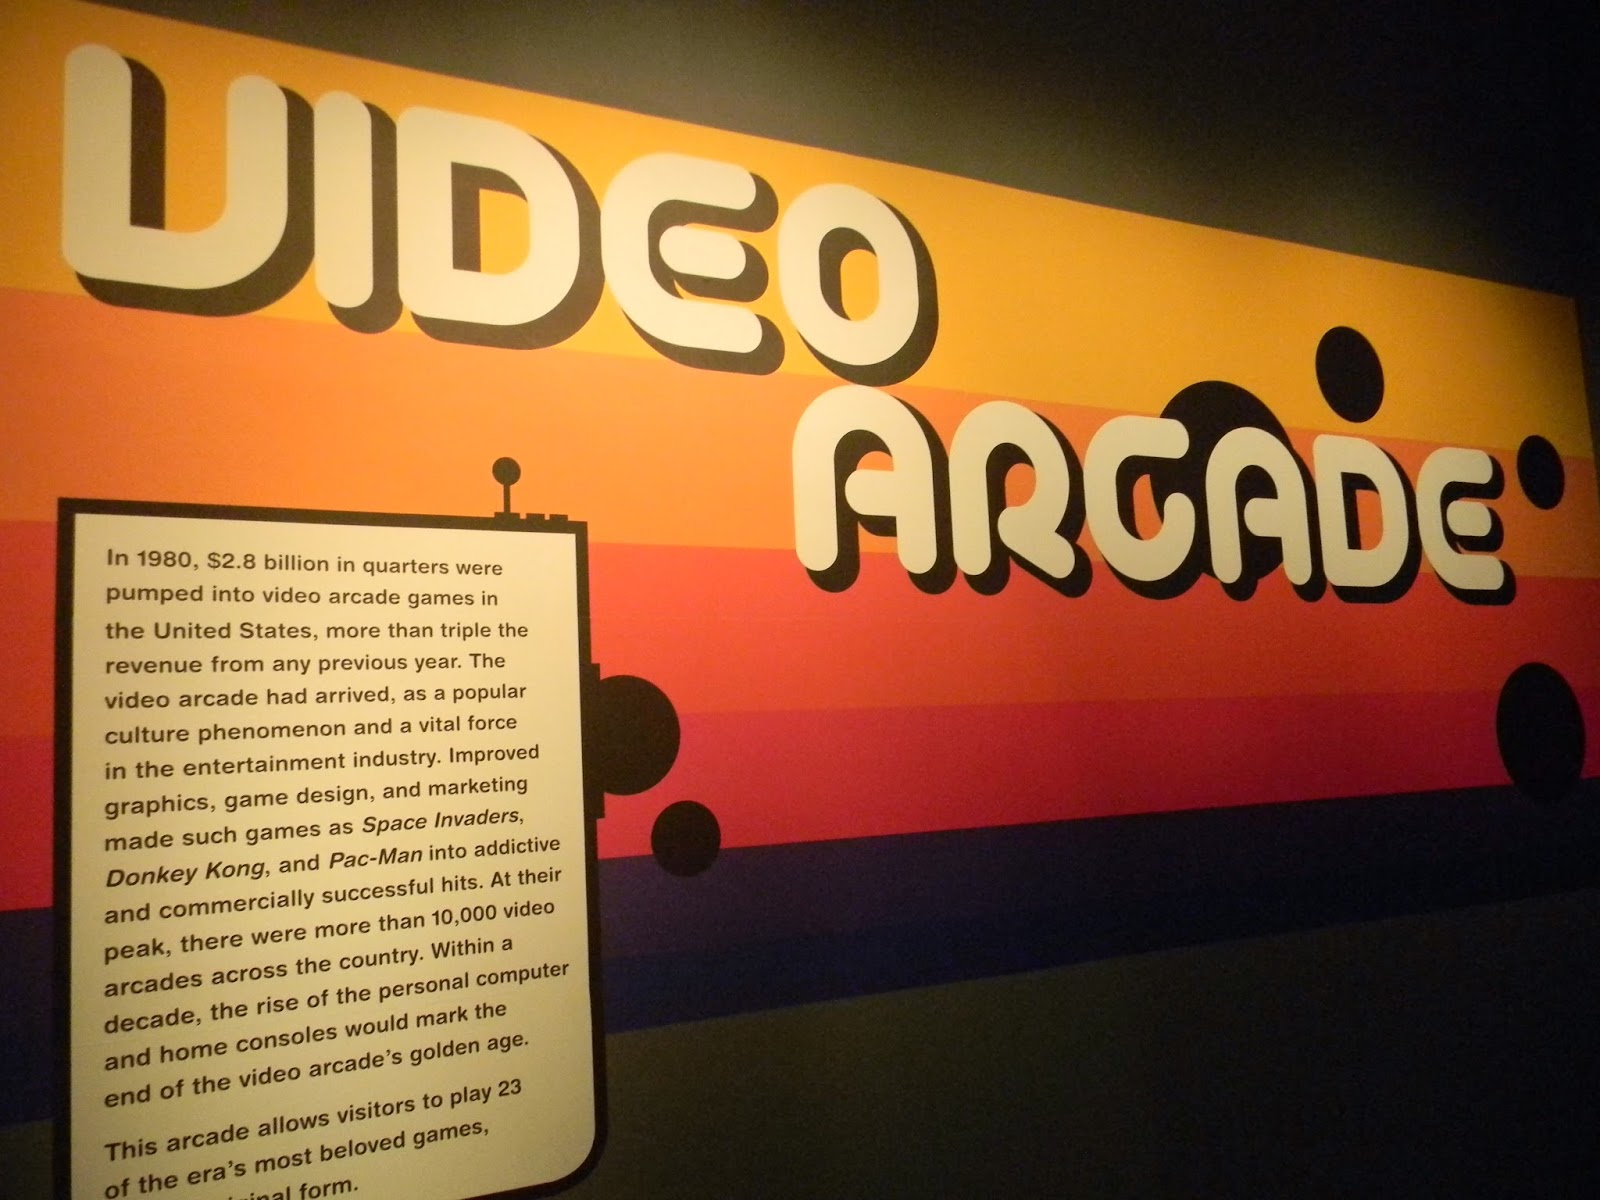 VIDEO
ARCADE
In 1980, $2.8 billion in quarters were
pumped into video arcade games in
the United States, more than triple the
revenue from any previous year. The
video arcade had arrived, as a popular
culture phenomenon and a vital force
in the entertainment industry. Improved
graphics, game design, and marketing
made such games as Space Invaders,
Donkey Kong, and Pac-Man into addictive
and commercially successful hits. At their
peak, there were more than 10,000 video
arcades across the country. Within a
decade, the rise of the personal computer
and home consoles would mark the
end of the video arcade’s golden age.
This arcade allows visitors to play 23
of the era’s most beloved games,
form.